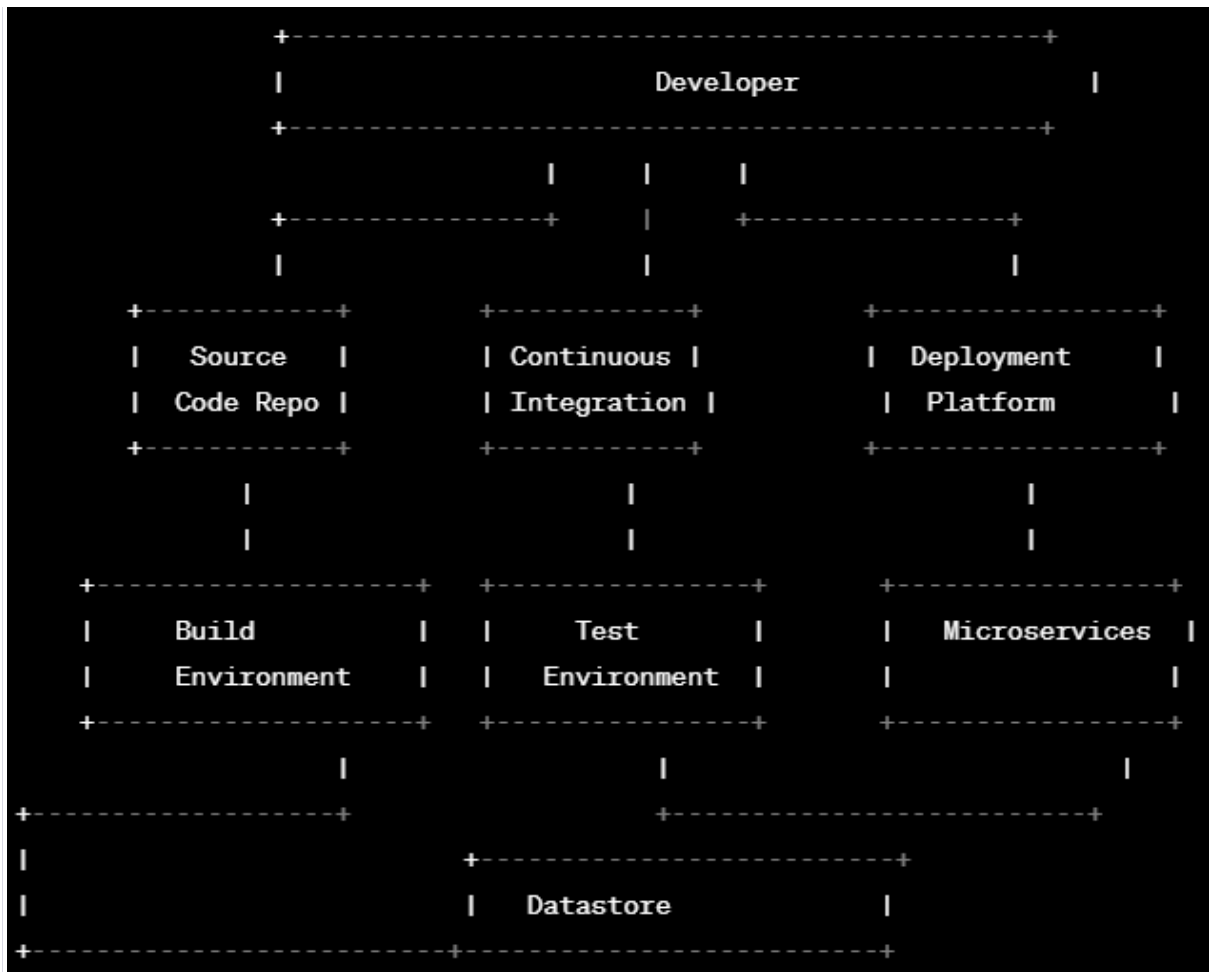 Developer
Source Continuous Deployment
Code Repo Integration Platform
Build Test Microservices
Environment Environment
Datastore